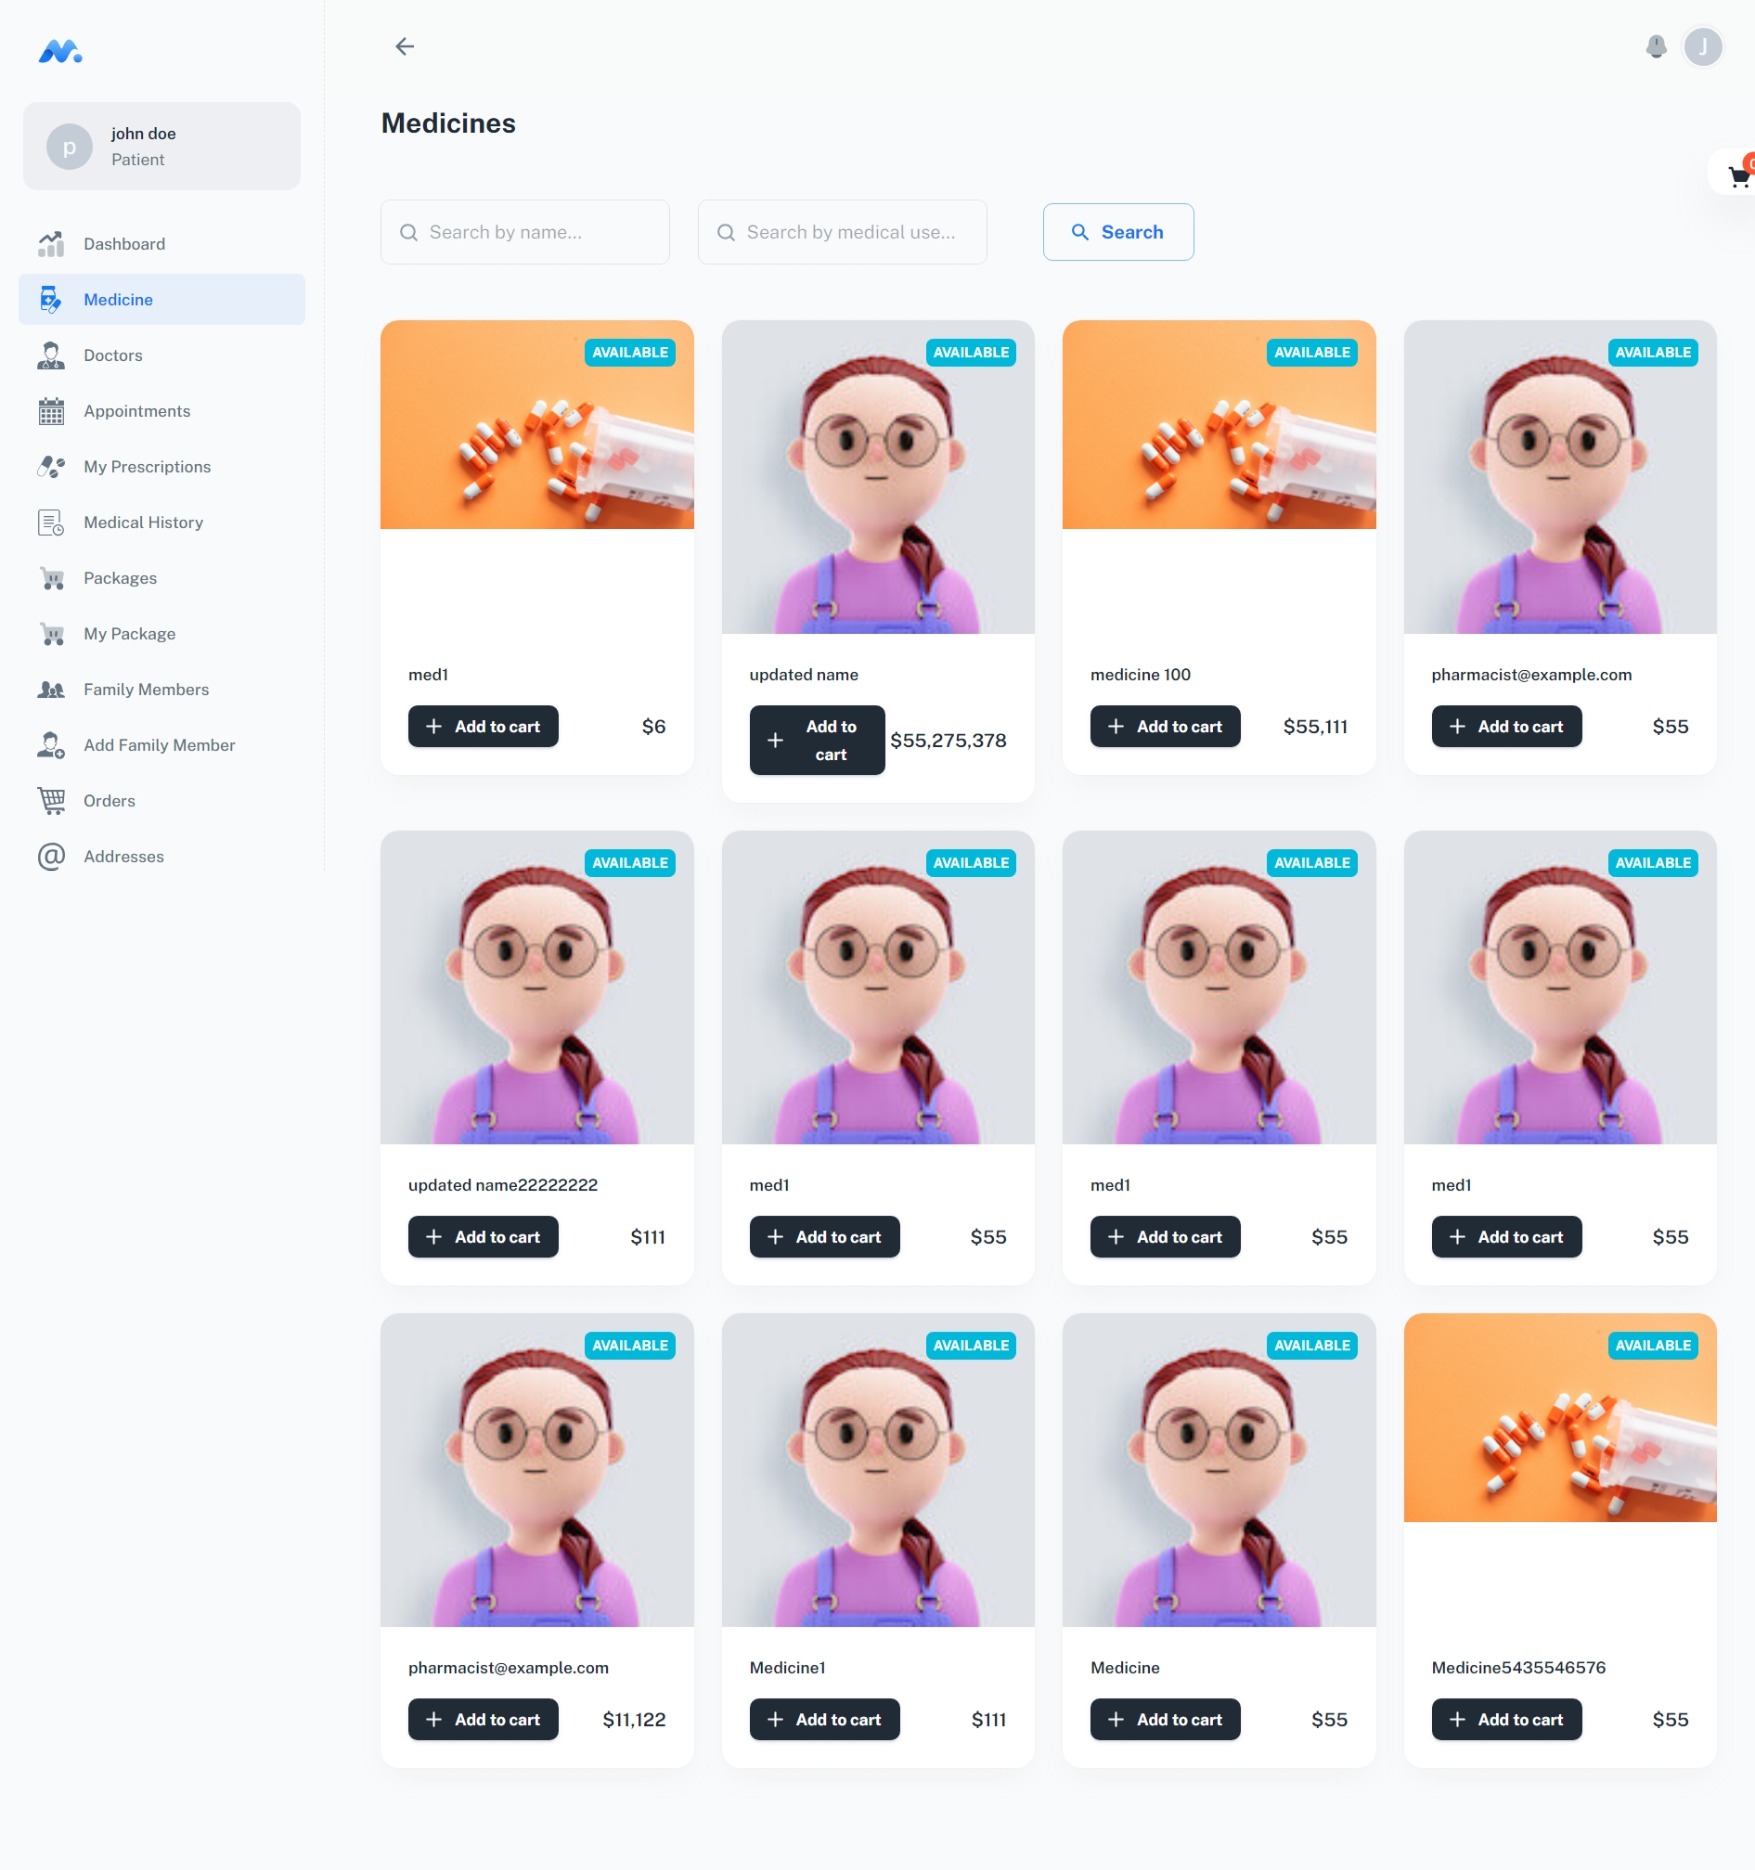 J
p
john doe
Patient
Dashboard
Medicine
Doctors
Appointments
My Prescriptions
Medical History
Packages
My Package
Family Members
Add Family Member
Orders
Addresses
Medicines
Search by name...
Search by medical use...
Search
AVAILABLE
med1
Add to cart
$6
AVAILABLE
updated name
Add to
cart
$55,275,378
AVAILABLE
medicine 100
Add to cart
$55,111
AVAILABLE
pharmacist@example.com
Add to cart
$55
AVAILABLE
updated name22222222
Add to cart
$111
AVAILABLE
med1
Add to cart
$55
AVAILABLE
med1
Add to cart
$55
AVAILABLE
med1
Add to cart
$55
AVAILABLE
pharmacist@example.com
Add to cart
$11,122
AVAILABLE
Medicine1
Add to cart
$111
AVAILABLE
Medicine
Add to cart
$55
AVAILABLE
Medicine5435546576
Add to cart
$55